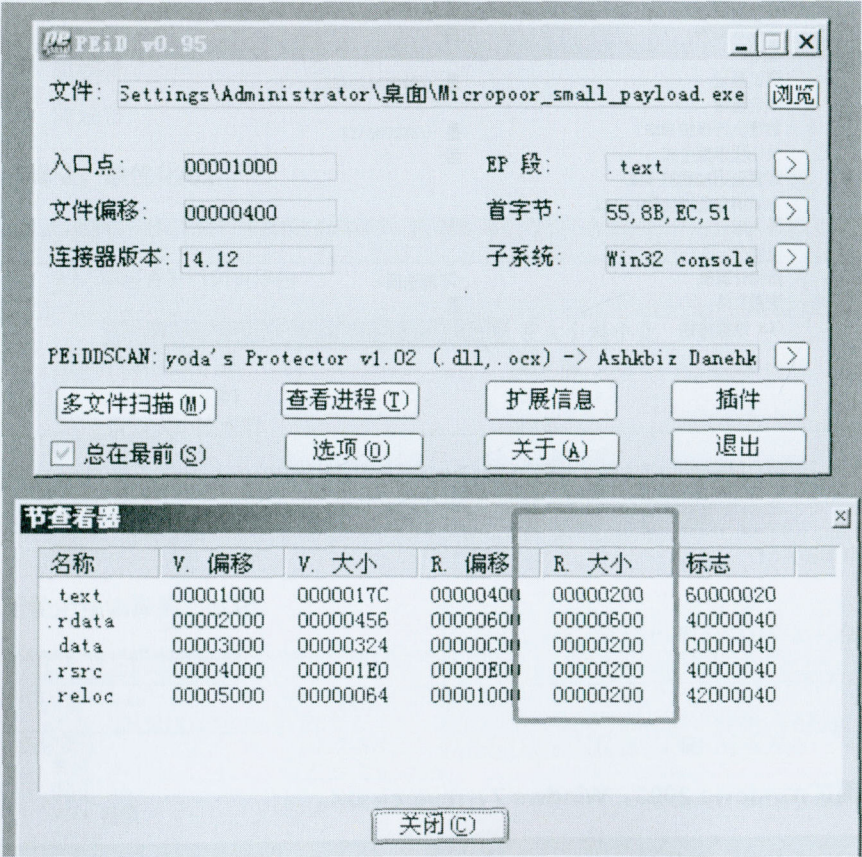 PEiD v0.95
文件: Settings\Administrator\桌面\Micropoor_small_payload.exe 浏览
入口点: 00001000 EP 段: .text >
文件偏移: 00000400 首字节: 55,8B,EC,51 >
连接器版本: 14.12 子系统: Win32 console >
PEiDDSCAN: yoda's Protector v1.02 (.dll,.ocx) -> Ashkbiz Danehk >
多文件扫描(M) 查看进程(T) 扩展信息 插件
总在最前(S) 选项(O) 关于(A) 退出
节查看器
名称 V. 偏移 V. 大小 R. 偏移 R. 大小 标志
.text 00001000 0000017C 00000400 00000200 60000020
.rdata 00002000 00000456 00000600 00000600 40000040
.data 00003000 00000324 00000C00 00000200 C0000040
.rsrc 00004000 000001E0 00000E00 00000200 40000040
.reloc 00005000 00000064 00001000 00000200 42000040
关闭(C)